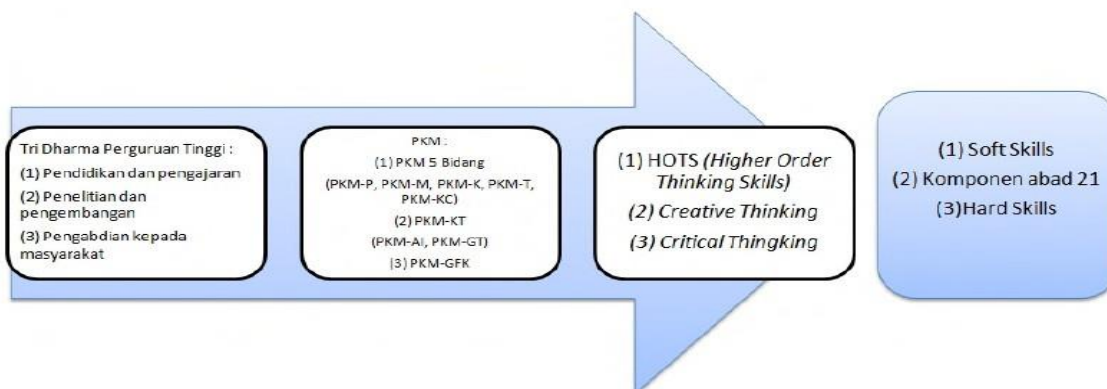 Tri Dharma Perguruan Tinggi :
(1) Pendidikan dan pengajaran
(2) Penelitian dan
pengembangan
(3) Pengabdian kepada
masyarakat
PKM :
(1) PKM 5 Bidang
(PKM-P, PKM-M, PKM-K, PKM-T,
PKM-KC)
(2) PKM-KT
(PKM-AI, PKM-GT)
(3) PKM-GFK
(1) HOTS (Higher Order
Thinking Skills)
(2) Creative Thinking
(3) Critical Thingking
(1) Soft Skills
(2) Komponen abad 21
(3)Hard Skills